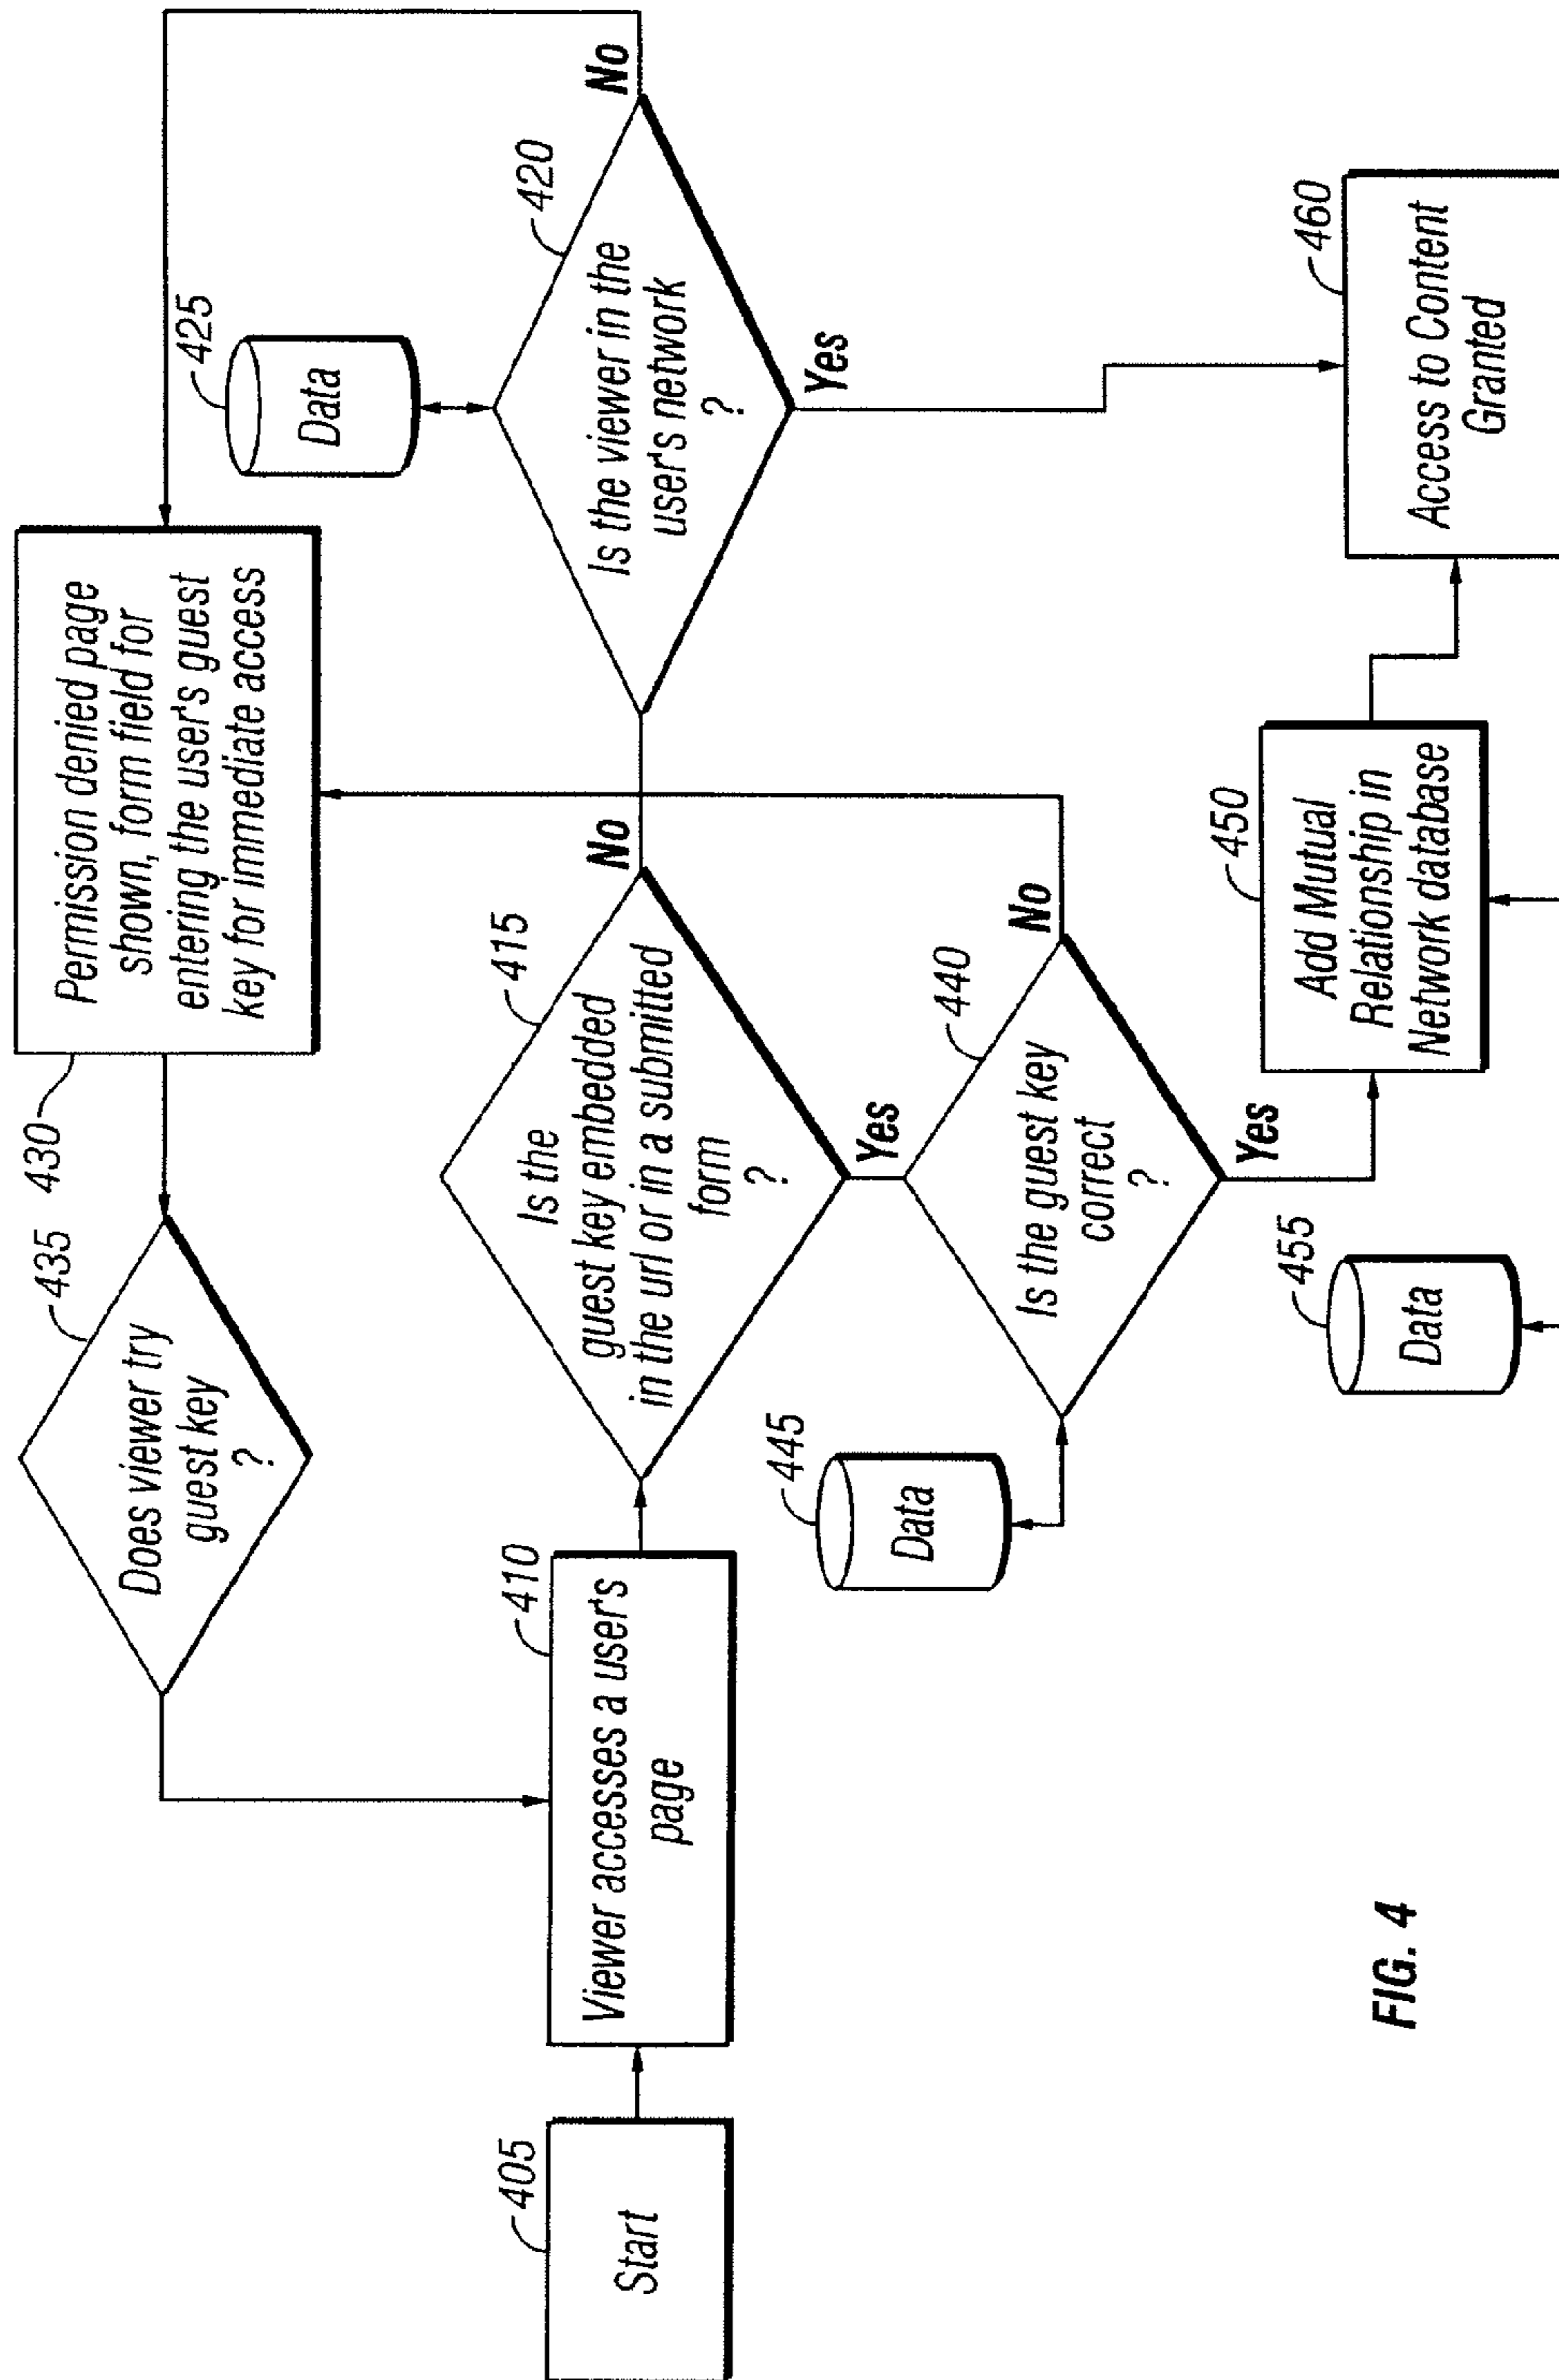 405
Start
410
Viewer accesses a user's
page
435
Does viewer try
guest key
?
430
Permission denied page
shown, form field for
entering the user's guest
key for immediate access
415
Is the
guest key embedded
in the url or in a submitted
form
?
No
Yes
425
Data
420
Is the viewer in the
user's network
?
No
Yes
445
Data
440
Is the guest key
correct
?
No
Yes
455
Data
450
Add Mutual
Relationship in
Network database
460
Access to Content
Granted
FIG. 4